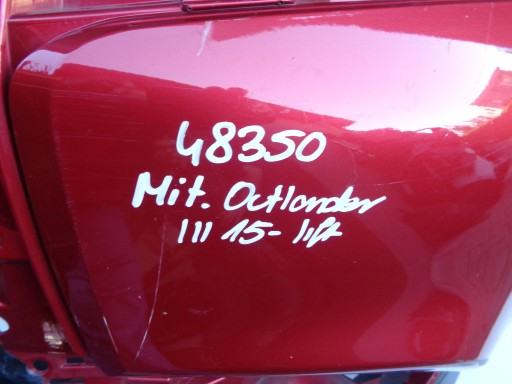 48350
Mit. Outlander
III 15- lift